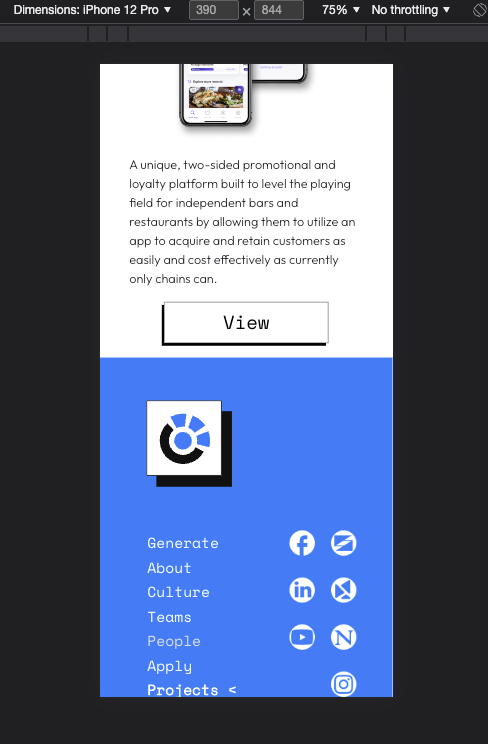 Dimensions: iPhone 12 Pro ▼ 390 × 844 75% ▼ No throttling ▼
Explore more rewards
A unique, two-sided promotional and
loyalty platform built to level the playing
field for independent bars and
restaurants by allowing them to utilize an
app to acquire and retain customers as
easily and cost effectively as currently
only chains can.
View
Generate
About
Culture
Teams
People
Apply
Projects <